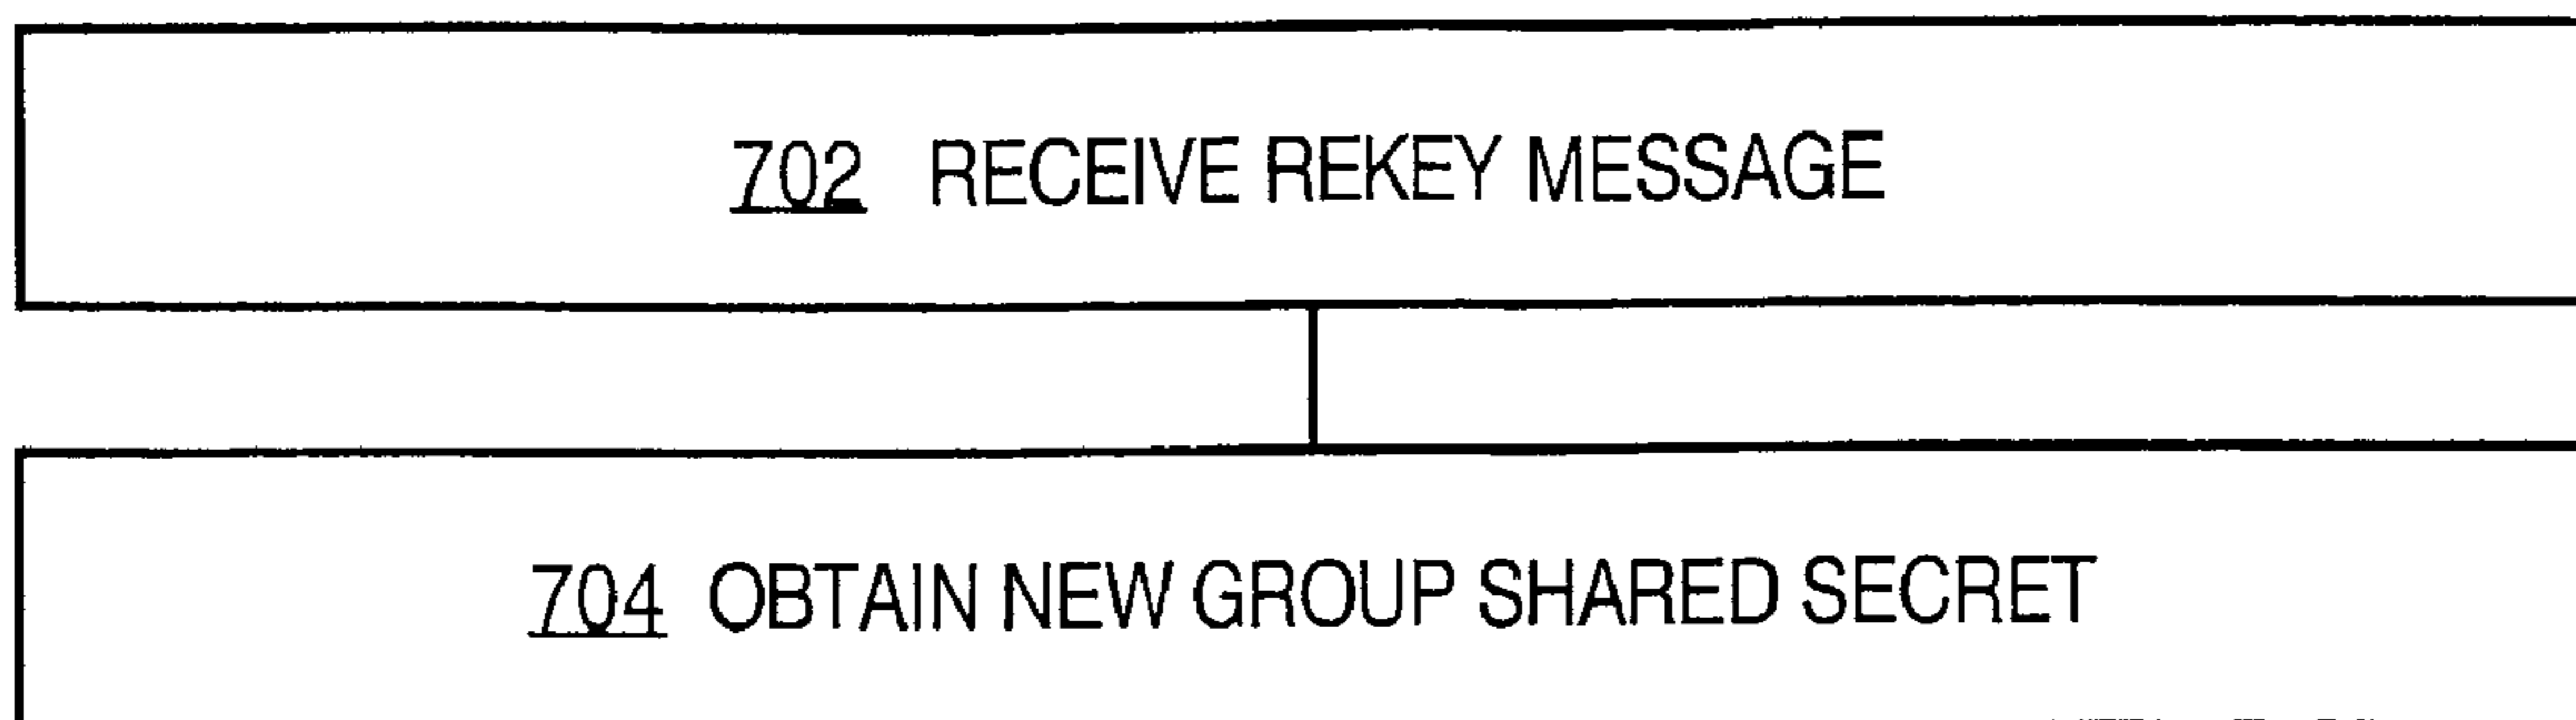 702 RECEIVE REKEY MESSAGE
704 OBTAIN NEW GROUP SHARED SECRET